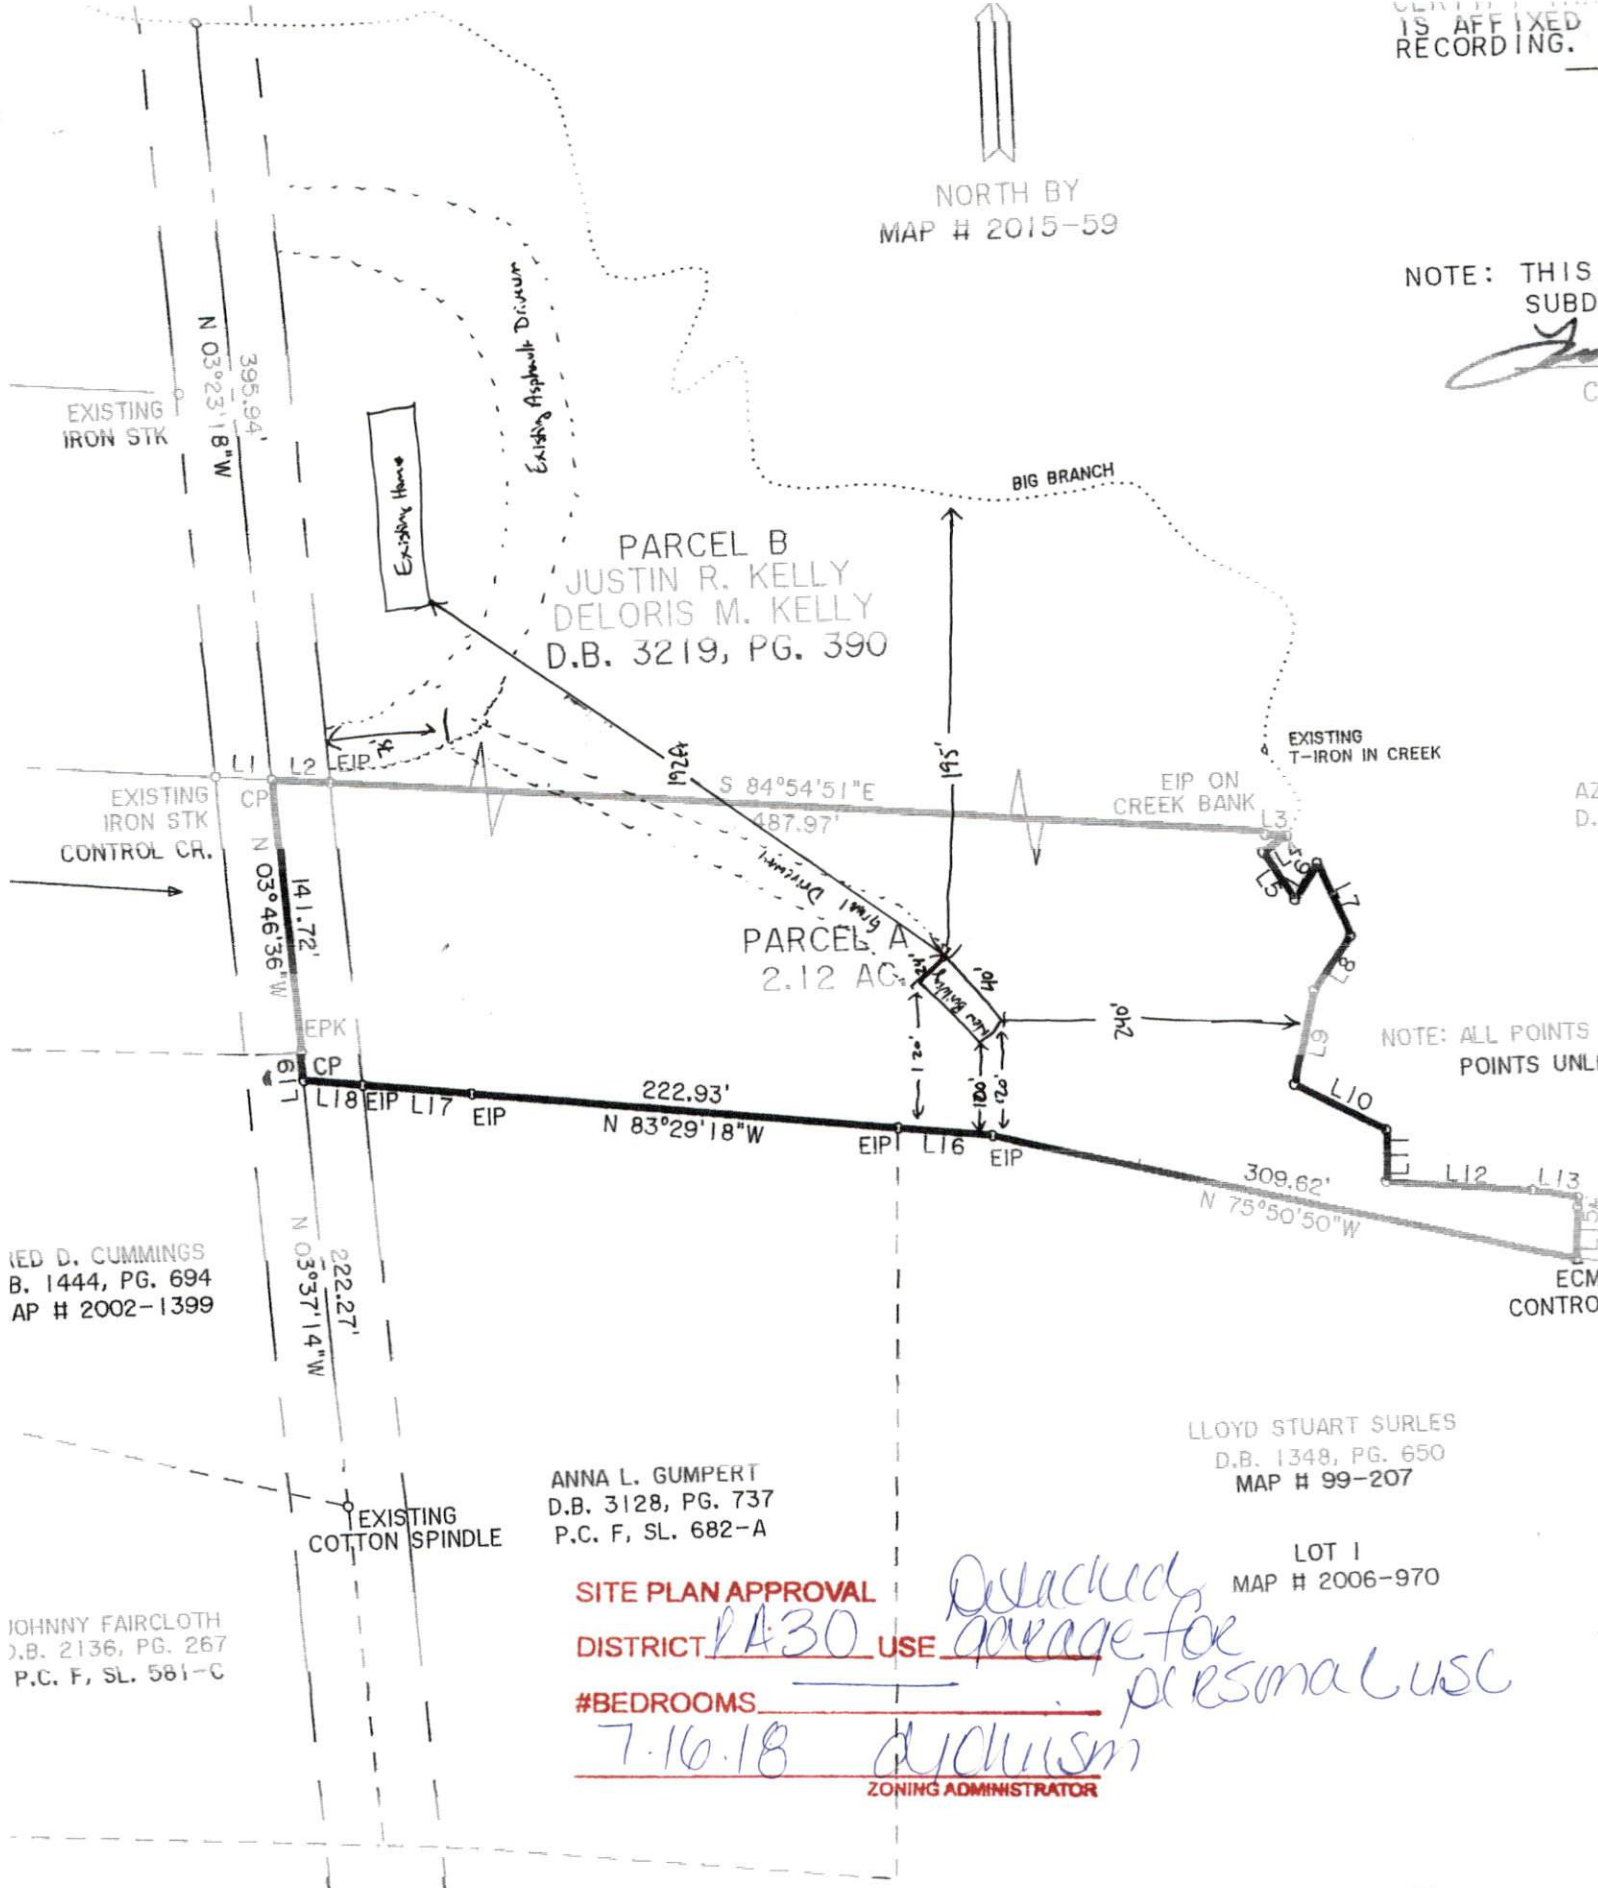 IS AFFIXED
RECORDING.
NORTH BY
MAP # 2015-59
NOTE: THIS
SUBD
C
N 03°23'18"W
395.94'
EXISTING
IRON STK
Existing Home
Existing Asphalt
BIG BRANCH
PARCEL B
JUSTIN R. KELLY
DELORIS M. KELLY
D.B. 3219, PG. 390
195'
EXISTING
T-IRON IN CREEK
L1
L2
EIP
EXISTING
IRON STK
CP
CONTROL CR.
S 84°54'51"E
487.97'
EIP ON
CREEK BANK
L3
AZ
D.
L5
L6
L7
L8
L9
N 03°46'36"W
141.72'
Driveway
PARCEL A
2.12 AC.
24'
40'
New Building
240'
120'
120'
120'
EPK
CP
L19
L18
EIP
L17
EIP
222.93'
N 83°29'18"W
EIP
L16
EIP
NOTE: ALL POINTS
POINTS UNL
L10
L11
L12
L13
309.62'
N 75°50'50"W
ECM
CONTRO
IED D. CUMMINGS
B. 1444, PG. 694
AP # 2002-1399
N 03°37'14"W
222.27'
EXISTING
COTTON SPINDLE
ANNA L. GUMPERT
D.B. 3128, PG. 737
P.C. F, SL. 682-A
LLOYD STUART SURLES
D.B. 1348, PG. 650
MAP # 99-207
LOT 1
MAP # 2006-970
JOHNNY FAIRCLOTH
D.B. 2136, PG. 267
P.C. F, SL. 581-C
SITE PLAN APPROVAL Detached
DISTRICT RA30 USE garage for
personal use
#BEDROOMS
7.16.18
ZONING ADMINISTRATOR